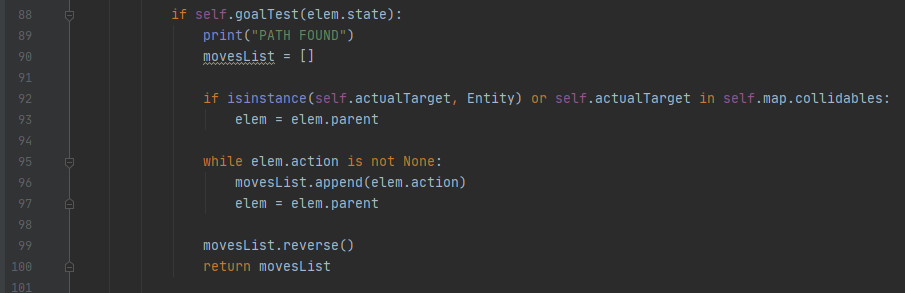 88 if self.goalTest(elem.state):
89 print("PATH FOUND")
90 movesList = []
91
92 if isinstance(self.actualTarget, Entity) or self.actualTarget in self.map.collidables:
93 elem = elem.parent
94
95 while elem.action is not None:
96 movesList.append(elem.action)
97 elem = elem.parent
98
99 movesList.reverse()
100 return movesList
101